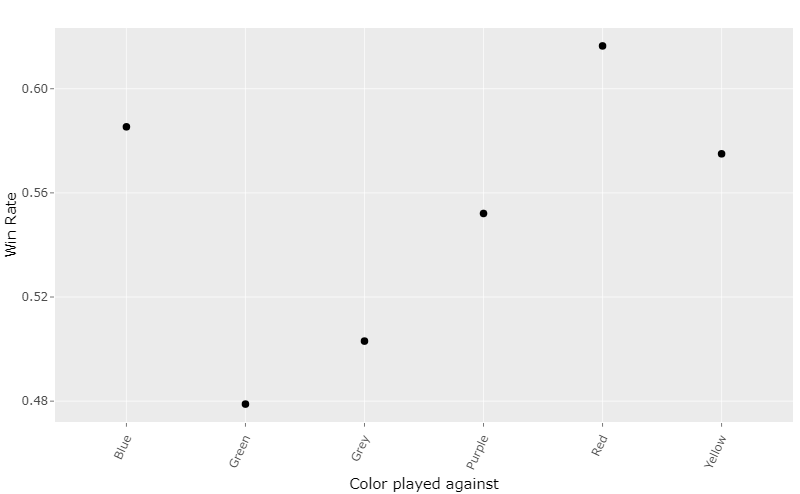 0.60
0.56
0.52
0.48
Win Rate
Blue
Green
Grey
Purple
Red
Yellow
Color played against